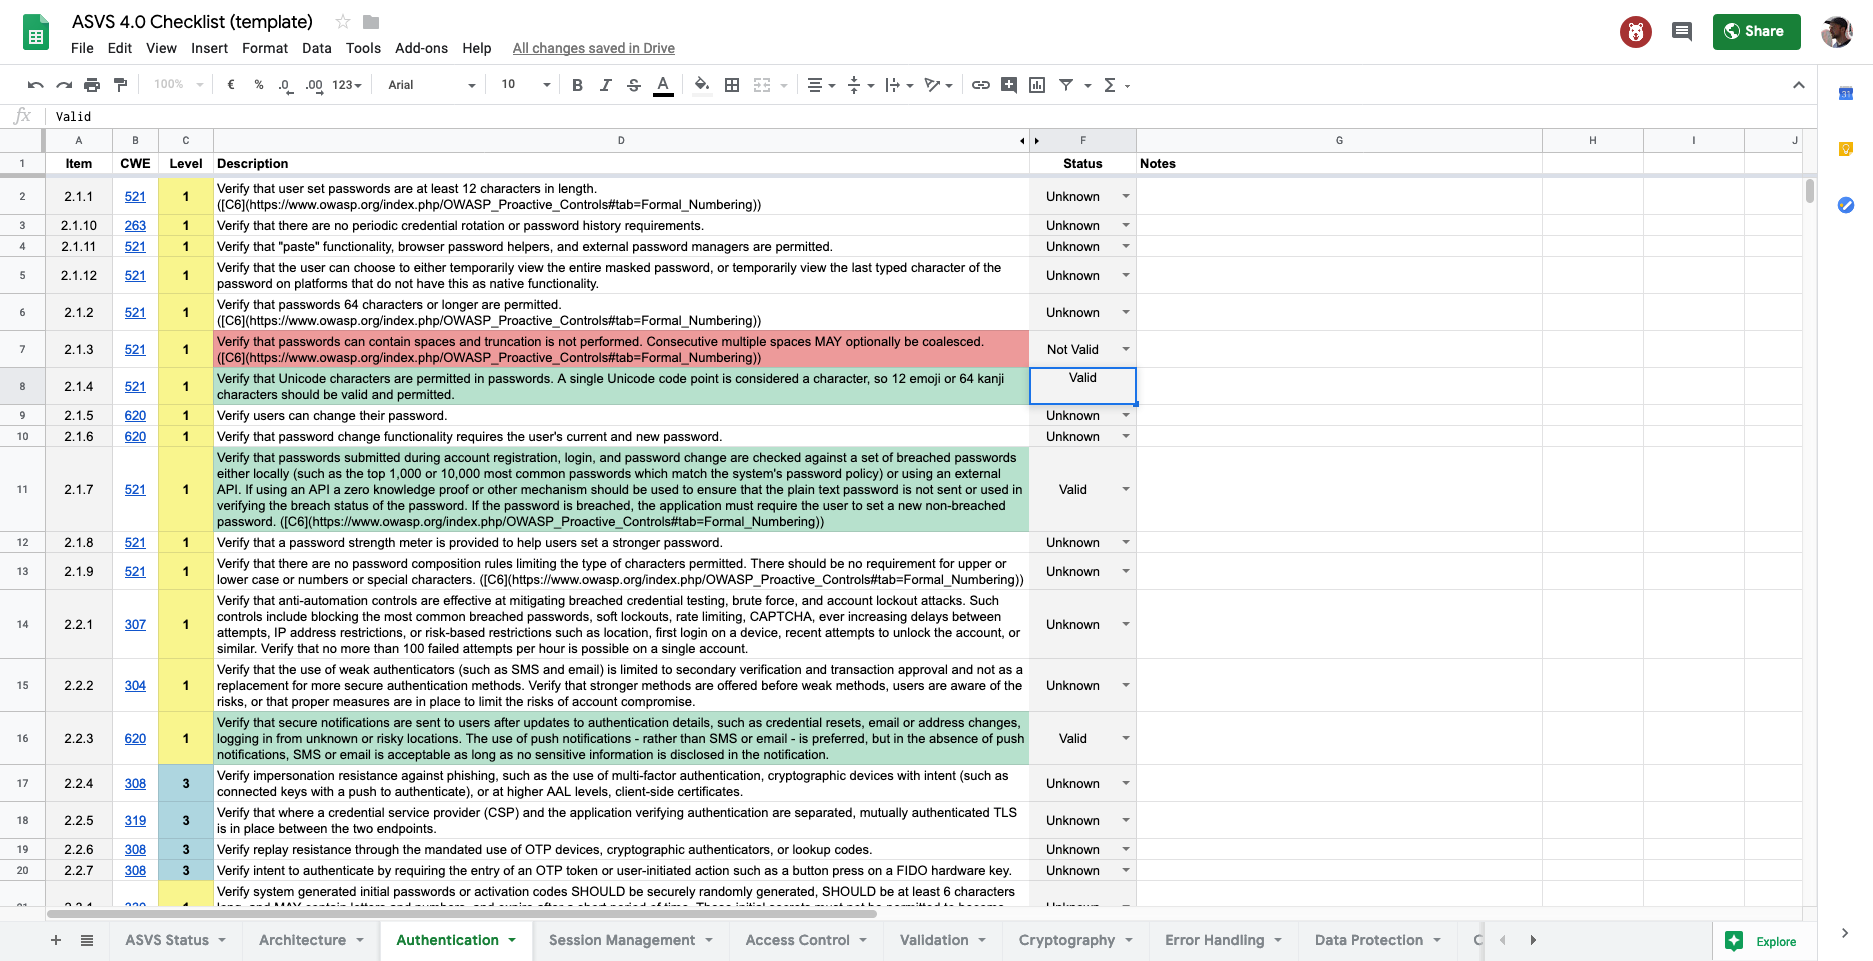 ASVS 4.0 Checklist (template)
File Edit View Insert Format Data Tools Add-ons Help All changes saved in Drive
Share
100% € % .0 .00 123 Arial 10 B I S A Σ
fx Valid
A B C D F G H I J
1 Item CWE Level Description Status Notes
2 2.1.1 521 1 Verify that user set passwords are at least 12 characters in length. Unknown
([C6](https://www.owasp.org/index.php/OWASP_Proactive_Controls#tab=Formal_Numbering))
3 2.1.10 263 1 Verify that there are no periodic credential rotation or password history requirements. Unknown
4 2.1.11 521 1 Verify that "paste" functionality, browser password helpers, and external password managers are permitted. Unknown
5 2.1.12 521 1 Verify that the user can choose to either temporarily view the entire masked password, or temporarily view the last typed character of the Unknown
password on platforms that do not have this as native functionality.
6 2.1.2 521 1 Verify that passwords 64 characters or longer are permitted. Unknown
([C6](https://www.owasp.org/index.php/OWASP_Proactive_Controls#tab=Formal_Numbering))
7 2.1.3 521 1 Verify that passwords can contain spaces and truncation is not performed. Consecutive multiple spaces MAY optionally be coalesced. Not Valid
([C6](https://www.owasp.org/index.php/OWASP_Proactive_Controls#tab=Formal_Numbering))
8 2.1.4 521 1 Verify that Unicode characters are permitted in passwords. A single Unicode code point is considered a character, so 12 emoji or 64 kanji Valid
characters should be valid and permitted.
9 2.1.5 620 1 Verify users can change their password. Unknown
10 2.1.6 620 1 Verify that password change functionality requires the user's current and new password. Unknown
11 2.1.7 521 1 Verify that passwords submitted during account registration, login, and password change are checked against a set of breached passwords Valid
either locally (such as the top 1,000 or 10,000 most common passwords which match the system's password policy) or using an external
API. If using an API a zero knowledge proof or other mechanism should be used to ensure that the plain text password is not sent or used in
verifying the breach status of the password. If the password is breached, the application must require the user to set a new non-breached
password. ([C6](https://www.owasp.org/index.php/OWASP_Proactive_Controls#tab=Formal_Numbering))
12 2.1.8 521 1 Verify that a password strength meter is provided to help users set a stronger password. Unknown
13 2.1.9 521 1 Verify that there are no password composition rules limiting the type of characters permitted. There should be no requirement for upper or Unknown
lower case or numbers or special characters. ([C6](https://www.owasp.org/index.php/OWASP_Proactive_Controls#tab=Formal_Numbering))
14 2.2.1 307 1 Verify that anti-automation controls are effective at mitigating breached credential testing, brute force, and account lockout attacks. Such Unknown
controls include blocking the most common breached passwords, soft lockouts, rate limiting, CAPTCHA, ever increasing delays between
attempts, IP address restrictions, or risk-based restrictions such as location, first login on a device, recent attempts to unlock the account, or
similar. Verify that no more than 100 failed attempts per hour is possible on a single account.
15 2.2.2 304 1 Verify that the use of weak authenticators (such as SMS and email) is limited to secondary verification and transaction approval and not as a Unknown
replacement for more secure authentication methods. Verify that stronger methods are offered before weak methods, users are aware of the
risks, or that proper measures are in place to limit the risks of account compromise.
16 2.2.3 620 1 Verify that secure notifications are sent to users after updates to authentication details, such as credential resets, email or address changes, Valid
logging in from unknown or risky locations. The use of push notifications - rather than SMS or email - is preferred, but in the absence of push
notifications, SMS or email is acceptable as long as no sensitive information is disclosed in the notification.
17 2.2.4 308 3 Verify impersonation resistance against phishing, such as the use of multi-factor authentication, cryptographic devices with intent (such as Unknown
connected keys with a push to authenticate), or at higher AAL levels, client-side certificates.
18 2.2.5 319 3 Verify that where a credential service provider (CSP) and the application verifying authentication are separated, mutually authenticated TLS Unknown
is in place between the two endpoints.
19 2.2.6 308 3 Verify replay resistance through the mandated use of OTP devices, cryptographic authenticators, or lookup codes. Unknown
20 2.2.7 308 3 Verify intent to authenticate by requiring the entry of an OTP token or user-initiated action such as a button press on a FIDO hardware key. Unknown
Verify system generated initial passwords or activation codes SHOULD be securely randomly generated, SHOULD be at least 6 characters
ASVS Status Architecture Authentication Session Management Access Control Validation Cryptography Error Handling Data Protection
Explore